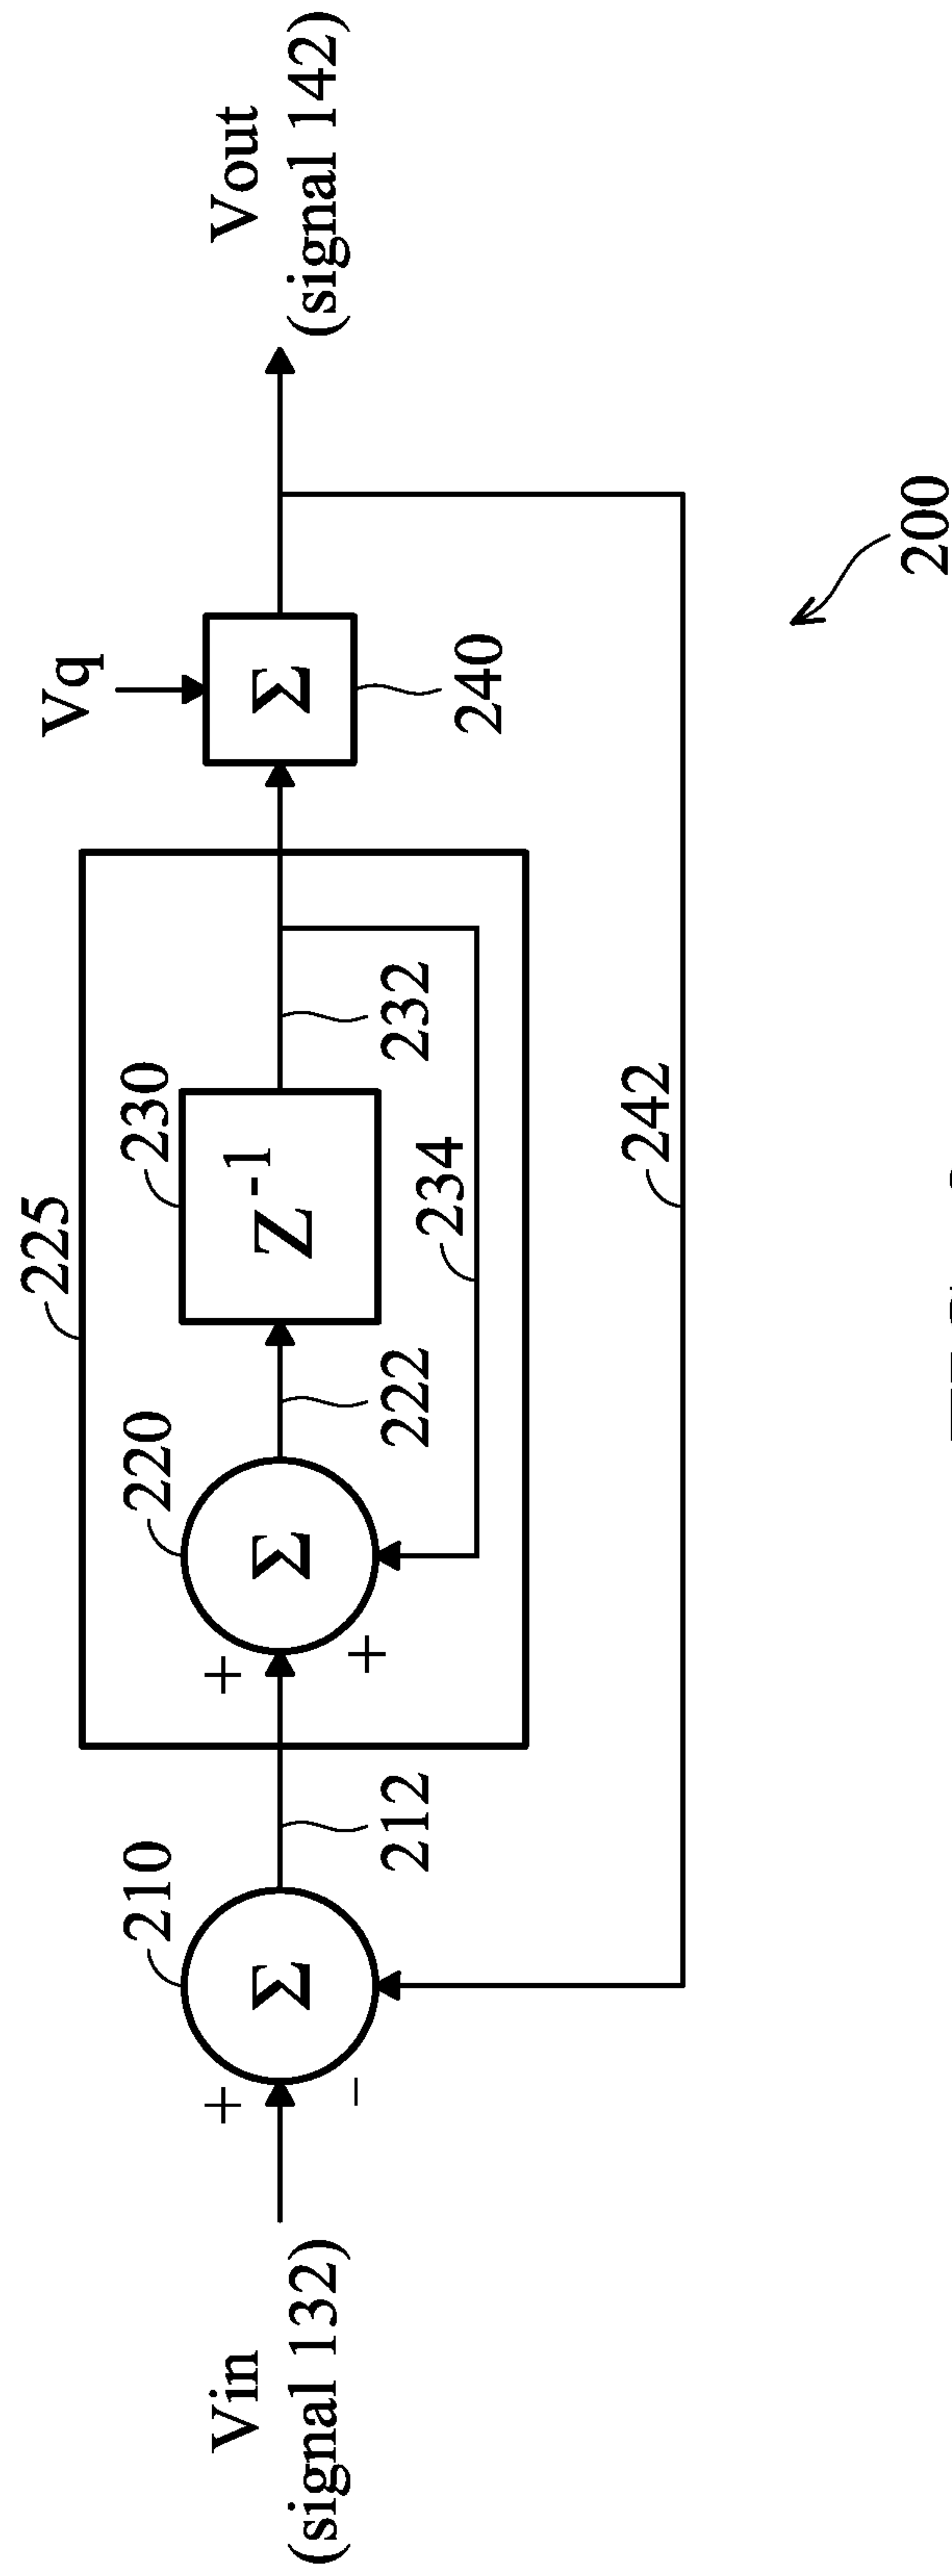 Vin
(signal 132)
+
−
210
Σ
212
225
+
+
220
Σ
222
230
Z-1
232
234
Vq
Σ
240
242
Vout
(signal 142)
200